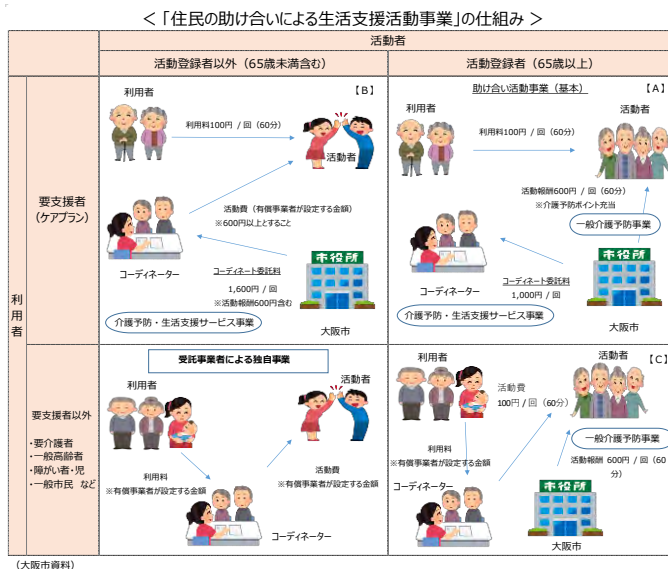 ＜「住民の助け合いによる生活支援活動事業」の仕組み＞
活動者
活動登録者以外（65歳未満含む）
活動登録者（65歳以上）
利用者
要支援者
（ケアプラン）
【B】
利用者
利用料100円 / 回（60分）
活動者
活動費（有償事業者が設定する金額）
※600円以上とすること
コーディネーター
コーディネート委託料
1,600円 / 回
※活動報酬600円含む
市役所
大阪市
介護予防・生活支援サービス事業
助け合い活動事業（基本）
【A】
利用者
活動者
利用料100円 / 回（60分）
活動報酬600円 / 回（60分）
※介護予防ポイント充当
一般介護予防事業
コーディネーター
コーディネート委託料
1,000円 / 回
市役所
大阪市
介護予防・生活支援サービス事業
要支援者以外
・要介護者
・一般高齢者
・障がい者・児
・一般市民 など
受託事業者による独自事業
利用者
活動者
利用料
※有償事業者が設定する金額
活動費
※有償事業者が設定する金額
コーディネーター
【C】
利用者
活動者
活動費
100円 / 回（60分）
利用料
※有償事業者が設定する金額
コーディネーター
一般介護予防事業
活動報酬 600円 / 回（60
分）
市役所
大阪市
（大阪市資料）